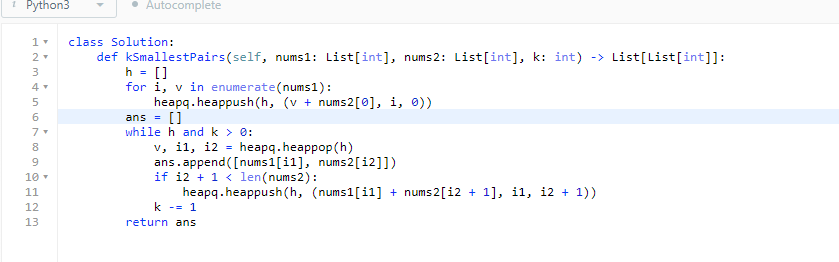 i Python3 Autocomplete
1 class Solution:
2 def kSmallestPairs(self, nums1: List[int], nums2: List[int], k: int) -> List[List[int]]:
3 h = []
4 for i, v in enumerate(nums1):
5 heapq.heappush(h, (v + nums2[0], i, 0))
6 ans = []
7 while h and k > 0:
8 v, i1, i2 = heapq.heappop(h)
9 ans.append([nums1[i1], nums2[i2]])
10 if i2 + 1 < len(nums2):
11 heapq.heappush(h, (nums1[i1] + nums2[i2 + 1], i1, i2 + 1))
12 k -= 1
13 return ans